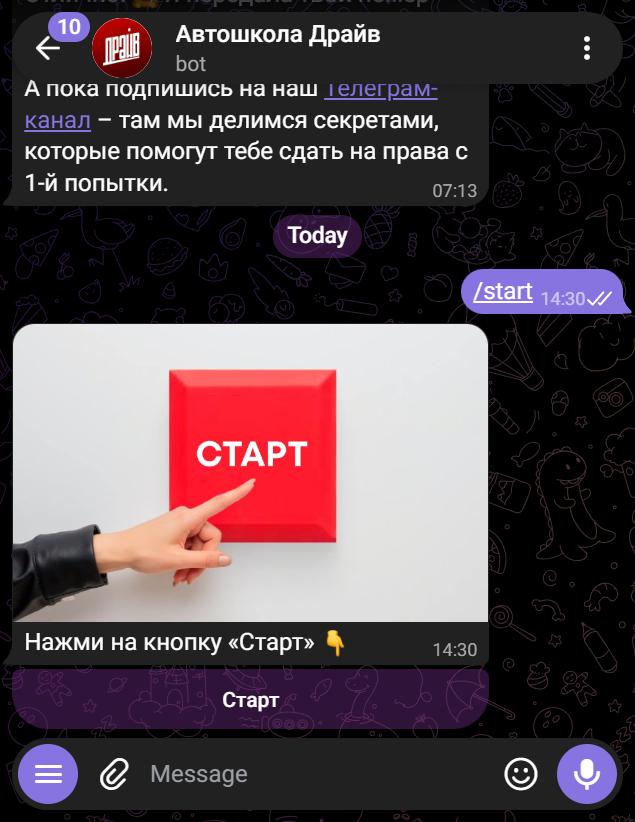 10
ДРАЙВ
Автошкола Драйв
bot
А пока подпишись на наш Телеграм-
канал – там мы делимся секретами,
которые помогут тебе сдать на права с
1-й попытки.
07:13
Today
/start 14:30
СТАРТ
Нажми на кнопку «Старт» 👇
14:30
Старт
Message